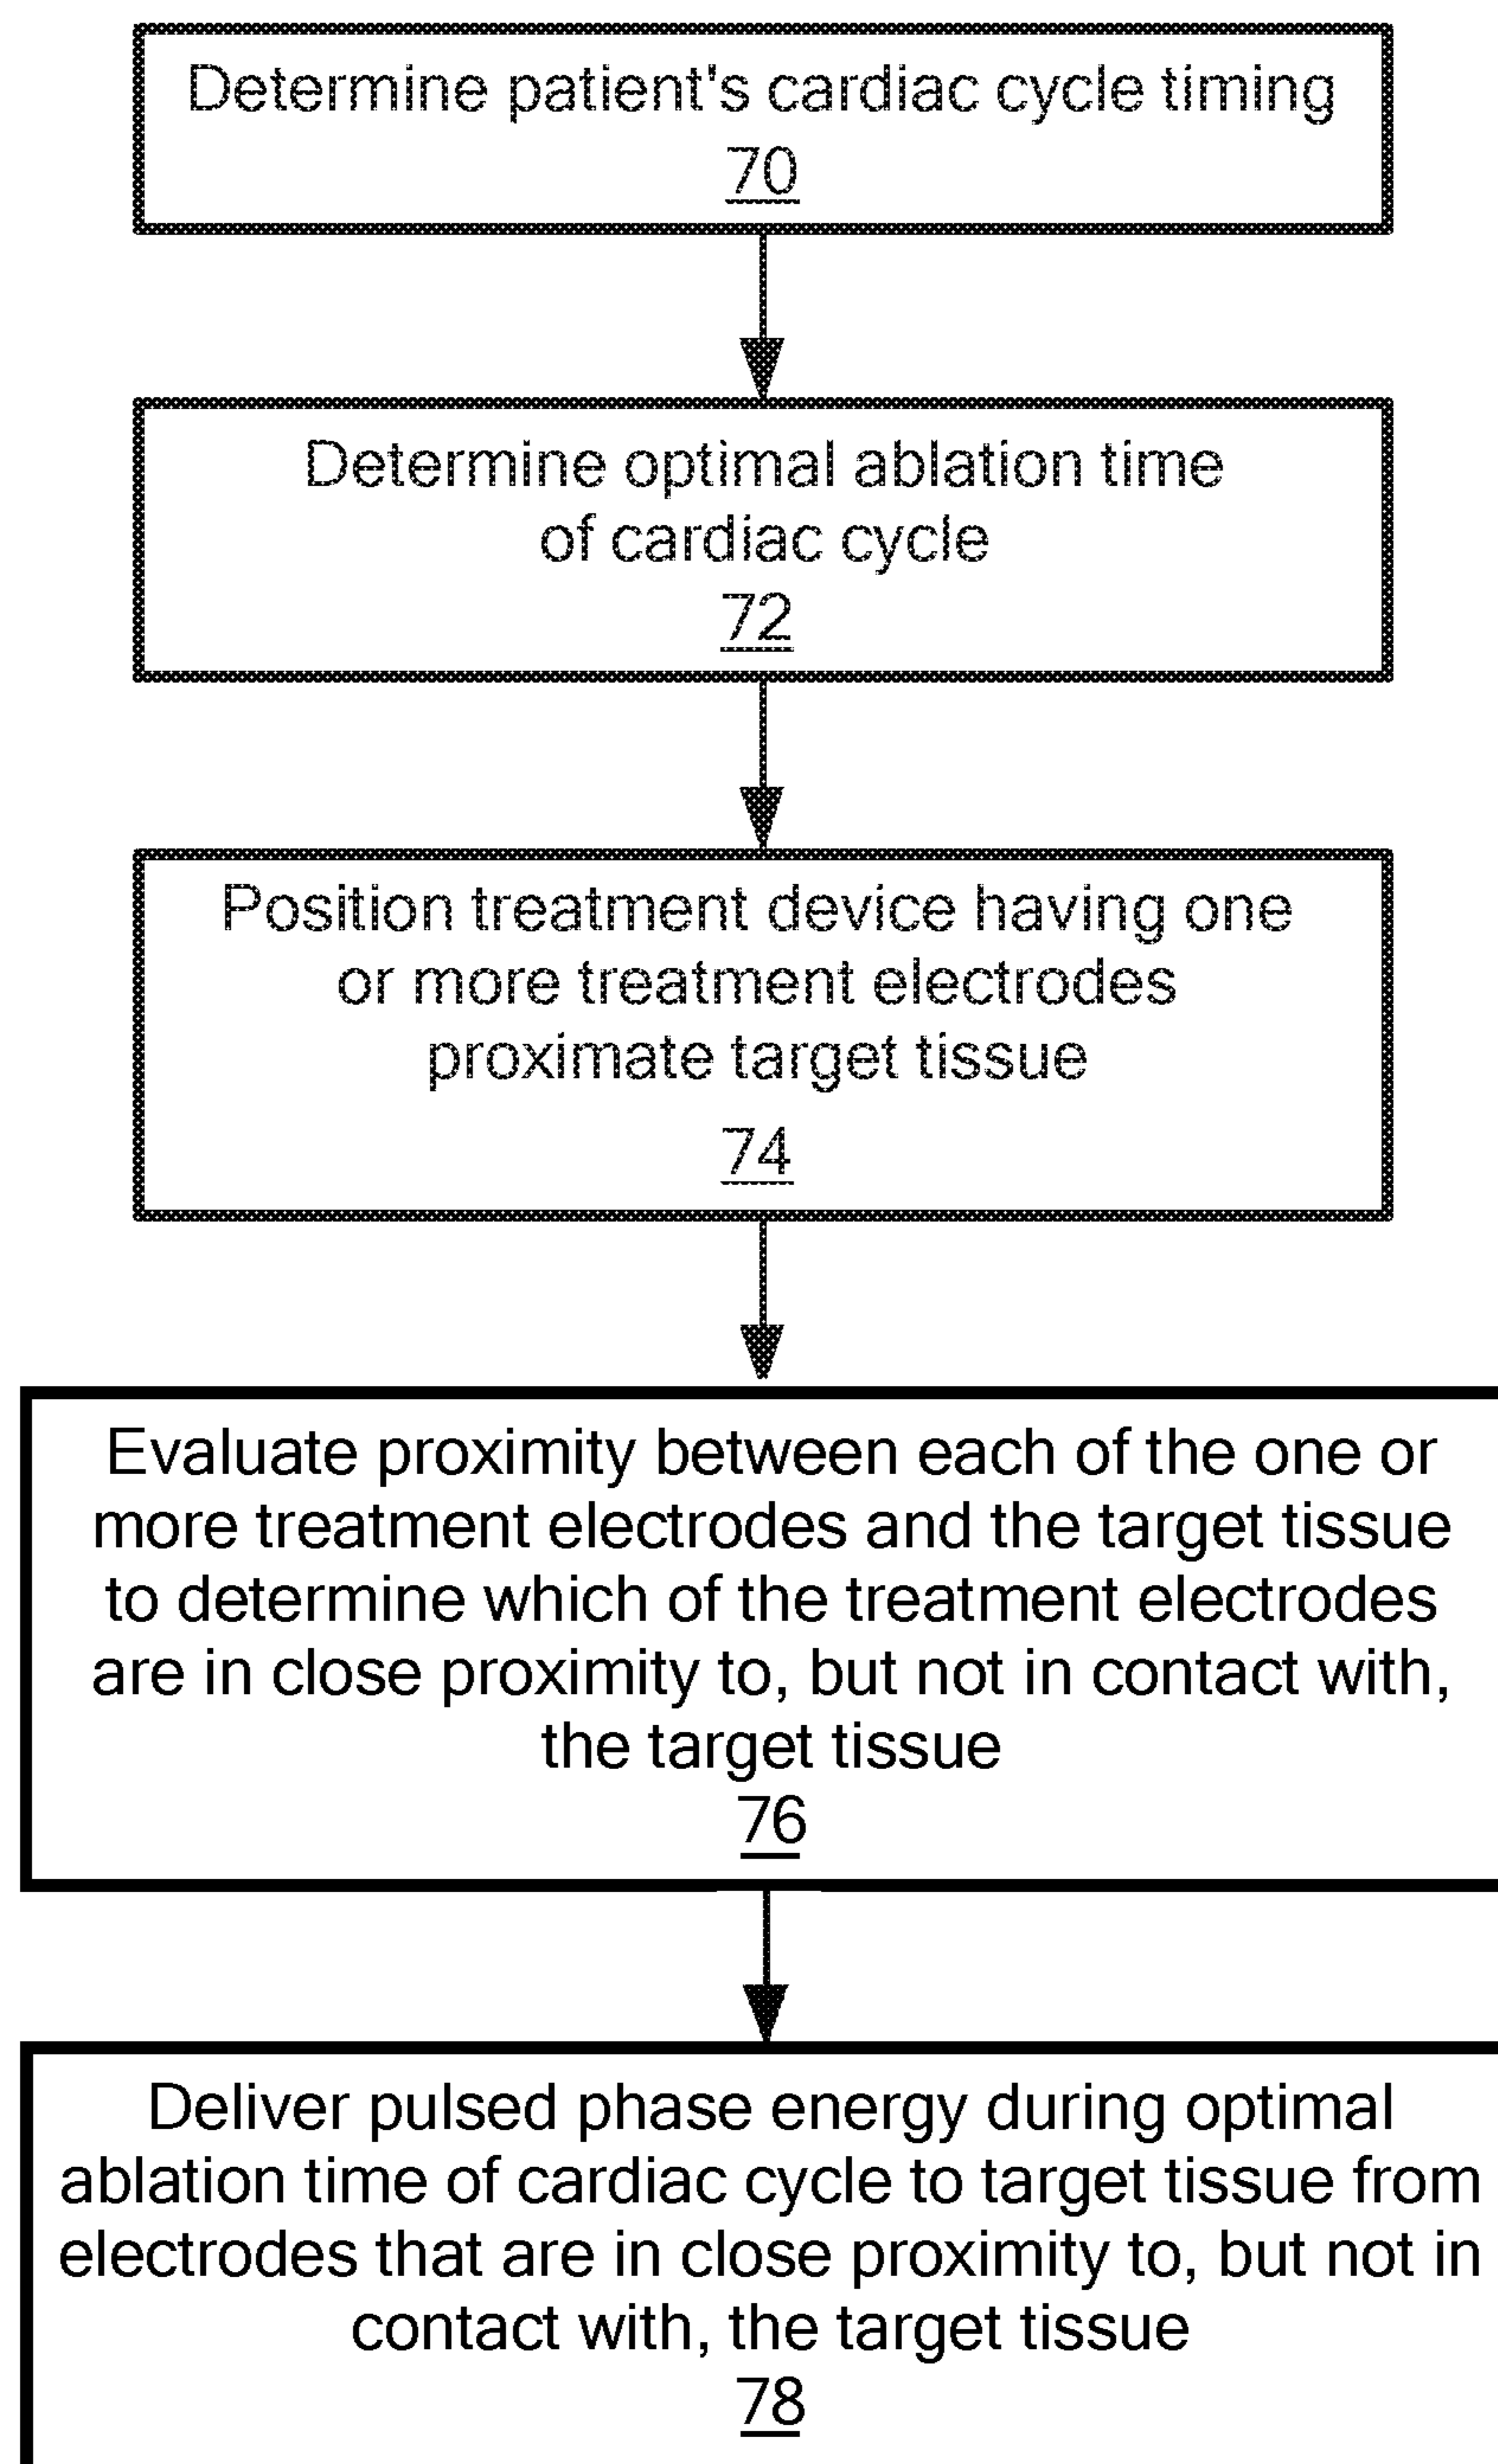 Determine patient's cardiac cycle timing
70
Determine optimal ablation time
of cardiac cycle
72
Position treatment device having one
or more treatment electrodes
proximate target tissue
74
Evaluate proximity between each of the one or
more treatment electrodes and the target tissue
to determine which of the treatment electrodes
are in close proximity to, but not in contact with,
the target tissue
76
Deliver pulsed phase energy during optimal
ablation time of cardiac cycle to target tissue from
electrodes that are in close proximity to, but not in
contact with, the target tissue
78